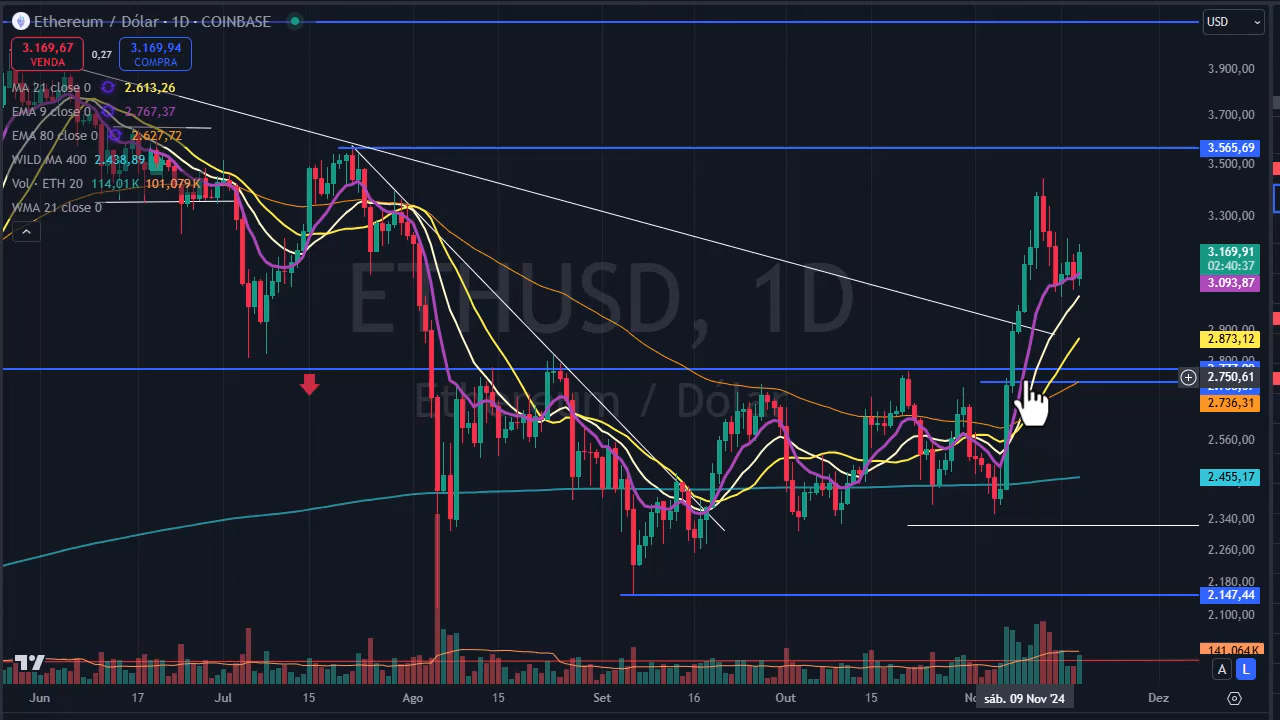 Ethereum / Dólar · 1D · COINBASE
USD
3.169,67
VENDA
0,27
3.169,94
COMPRA
MA 21 close 0 2.613,26
EMA 9 close 0 2.767,37
EMA 80 close 0 2.627,72
WILD MA 400 2.438,89
Vol · ETH 20 114,01K 101,079K
WMA 21 close 0
ETHUSD, 1D
Ethereum / Dólar
3.900,00
3.700,00
3.565,69
3.500,00
3.300,00
3.169,91
02:40:37
3.093,87
2.900,00
2.873,12
2.800,00
2.750,61
2.736,31
2.560,00
2.455,17
2.340,00
2.260,00
2.180,00
2.147,44
2.100,00
141,064K
A L
Jun 17 Jul 15 Ago 15 Set 16 Out 15 sáb. 09 Nov '24 Dez